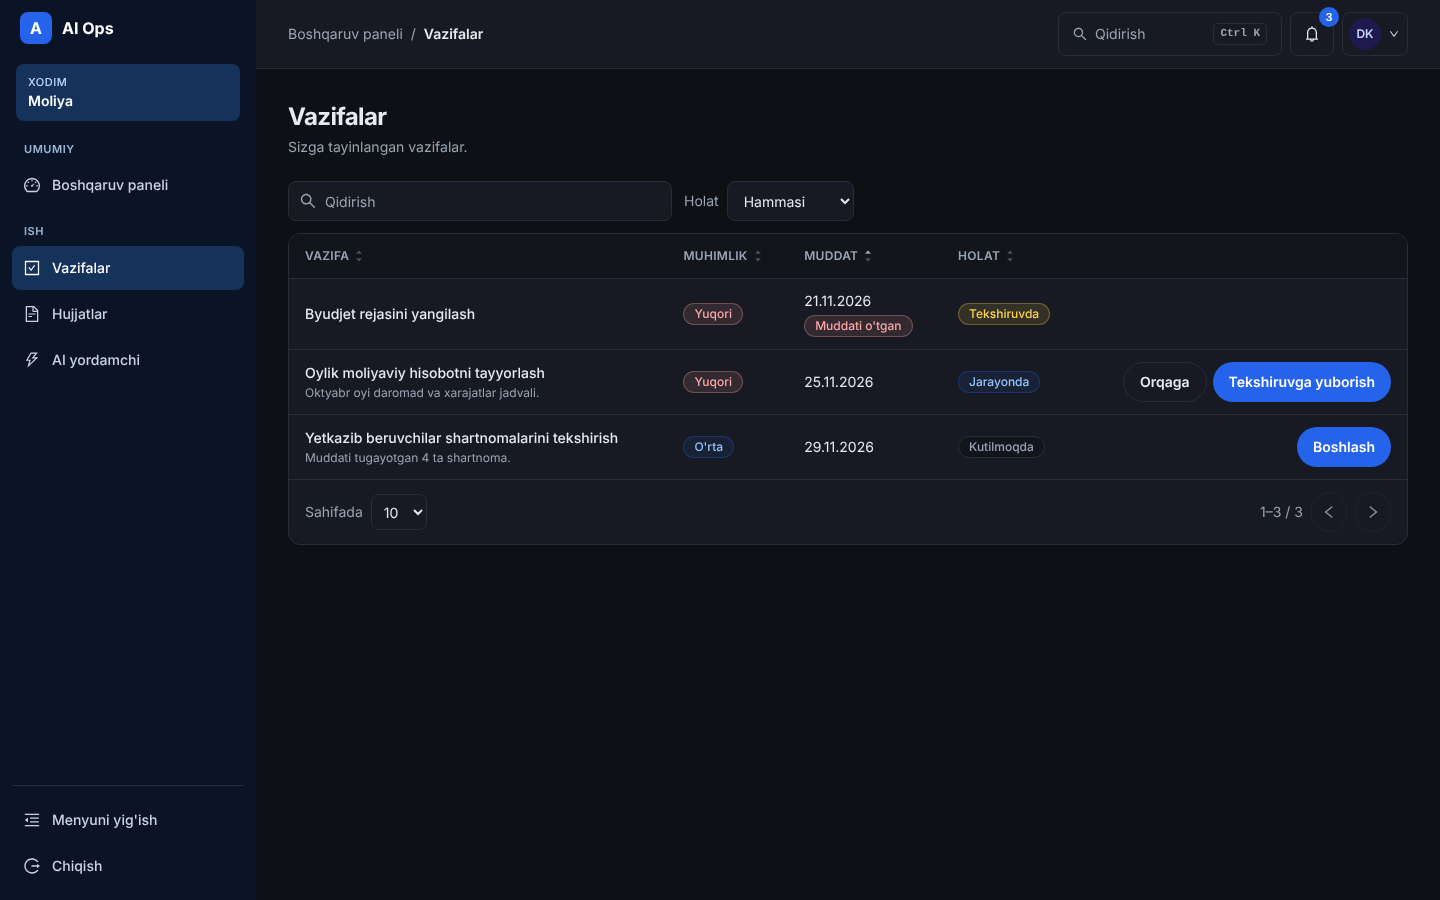 A AI Ops
XODIM
Moliya
UMUMIY
Boshqaruv paneli
ISH
Vazifalar
Hujjatlar
AI yordamchi
Menyuni yig'ish
Chiqish
Boshqaruv paneli / Vazifalar
Qidirish Ctrl K
3
DK
Vazifalar
Sizga tayinlangan vazifalar.
Qidirish Holat Hammasi
VAZIFA MUHIMLIK MUDDAT HOLAT
Byudjet rejasini yangilash Yuqori 21.11.2026 Muddati o'tgan Tekshiruvda
Oylik moliyaviy hisobotni tayyorlash
Oktyabr oyi daromad va xarajatlar jadvali.
Yuqori 25.11.2026 Jarayonda Orqaga Tekshiruvga yuborish
Yetkazib beruvchilar shartnomalarini tekshirish
Muddati tugayotgan 4 ta shartnoma.
O'rta 29.11.2026 Kutilmoqda Boshlash
Sahifada 10 1–3 / 3